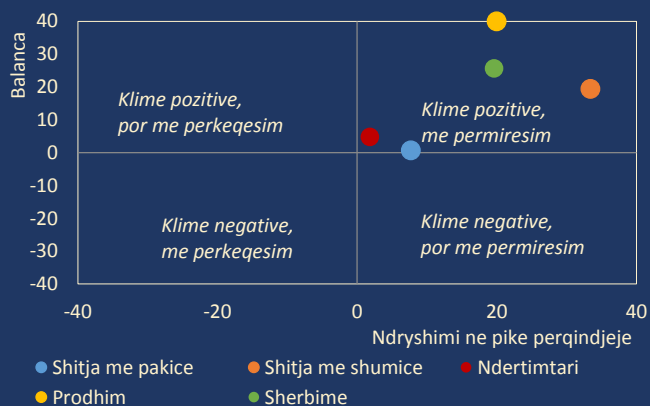 Balanca
40
30
20
10
0
-10
-20
-30
-40
Klime pozitive,
por me perkeqesim
Klime pozitive,
me permiresim
Klime negative,
me perkeqesim
Klime negative,
por me permiresim
-40
-20
0
20
40
Ndryshimi ne pike perqindjeje
Shitja me pakice
Shitja me shumice
Ndertimtari
Prodhim
Sherbime